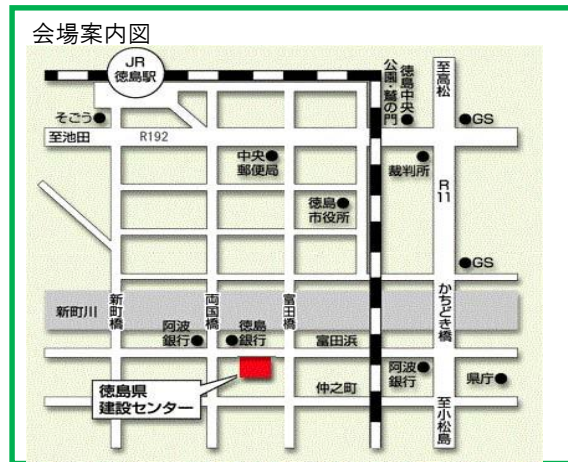 会場案内図
JR
徳島駅
そごう
至池田
R192
中央
郵便局
徳島
市役所
徳島中央
公園・鷲の門
至高松
GS
裁判所
R11
GS
新町川
新町橋
両国橋
富田橋
かちどき橋
阿波
銀行
徳島
銀行
富田浜
徳島県
建設センター
仲之町
阿波
銀行
県庁
至小松島